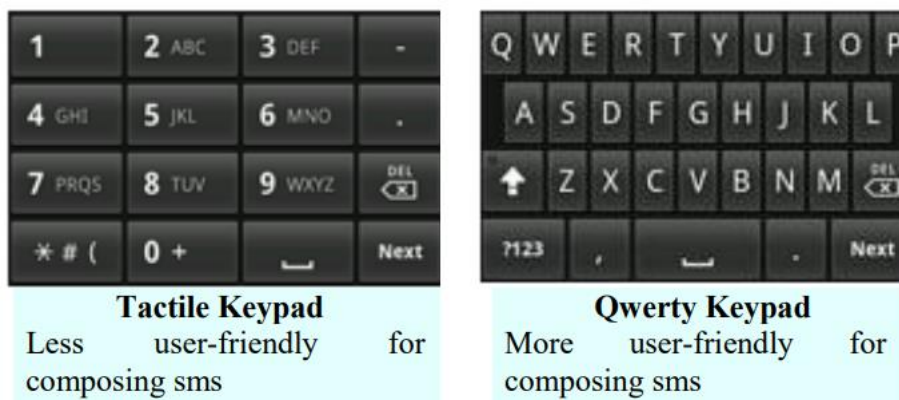 1 2 ABC 3 DEF -
4 GHI 5 JKL 6 MNO .
7 PRQS 8 TUV 9 WXYZ DEL
* # ( 0 + Next
Tactile Keypad
Less user-friendly for
composing sms
Q W E R T Y U I O P
A S D F G H J K L
Z X C V B N M DEL
?123 , . Next
Qwerty Keypad
More user-friendly for
composing sms